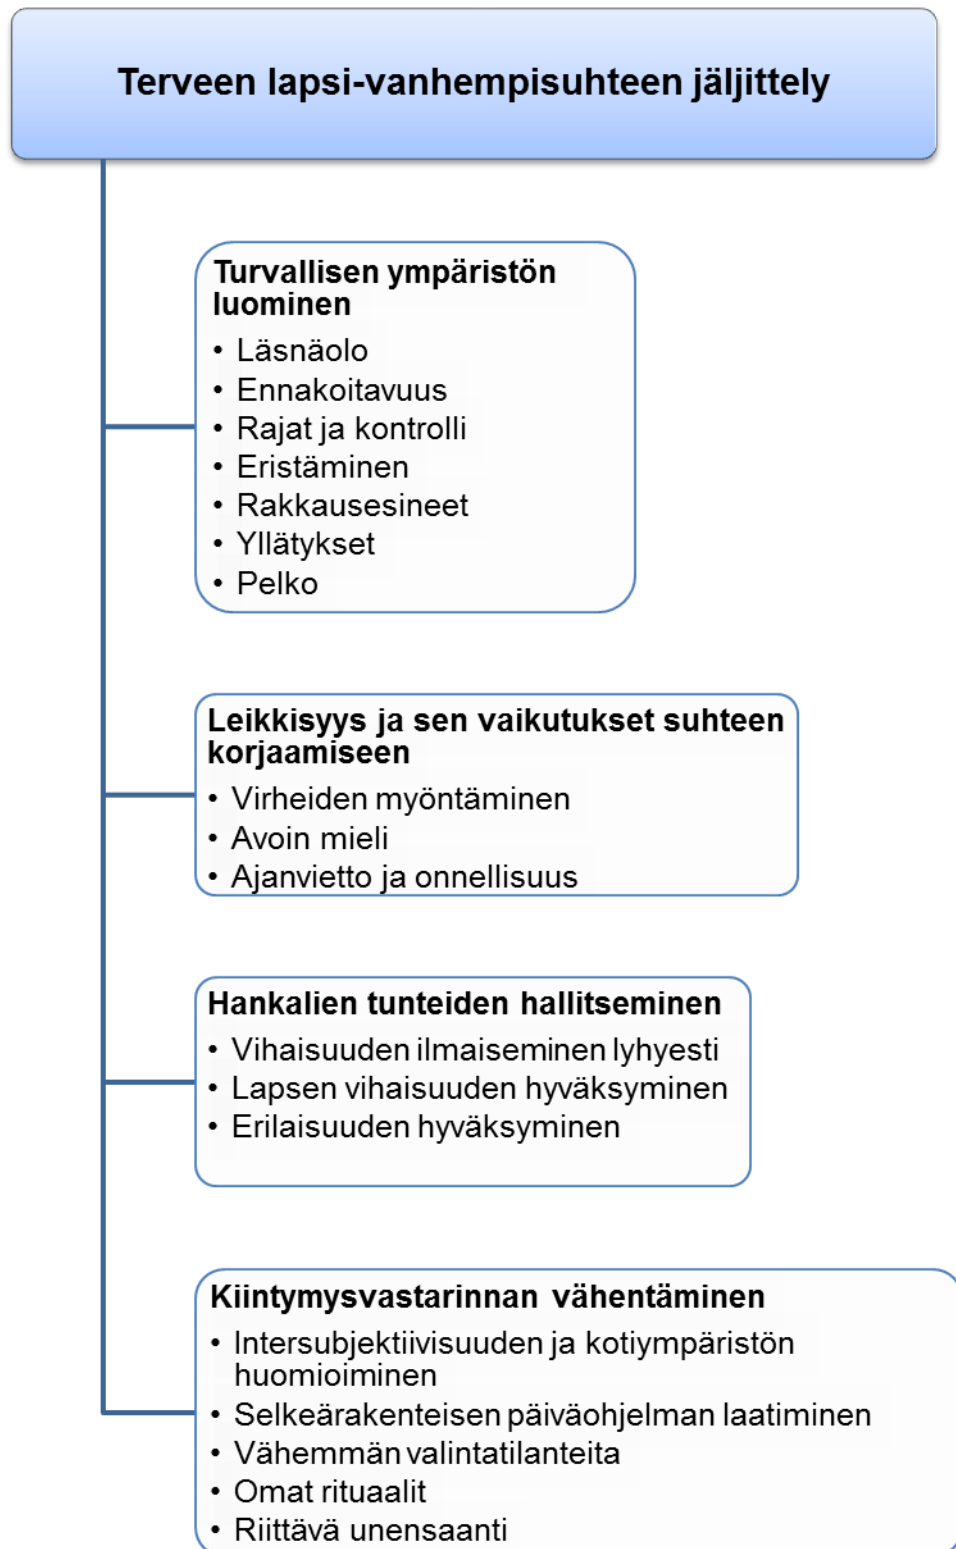 Terveen lapsi-vanhempisuhteen jäljittely
Turvallisen ympäristön
luominen
• Läsnäolo
• Ennakoitavuus
• Rajat ja kontrolli
• Eristäminen
• Rakkausesineet
• Yllätykset
• Pelko
Leikkisyys ja sen vaikutukset suhteen
korjaamiseen
• Virheiden myöntäminen
• Avoin mieli
• Ajanvietto ja onnellisuus
Hankalien tunteiden hallitseminen
• Vihaisuuden ilmaiseminen lyhyesti
• Lapsen vihaisuuden hyväksyminen
• Erilaisuuden hyväksyminen
Kiintymysvastarinnan vähentäminen
• Intersubjektiivisuuden ja kotiympäristön
huomioiminen
• Selkeärakenteisen päiväohjelman laatiminen
• Vähemmän valintatilanteita
• Omat rituaalit
• Riittävä unensaanti